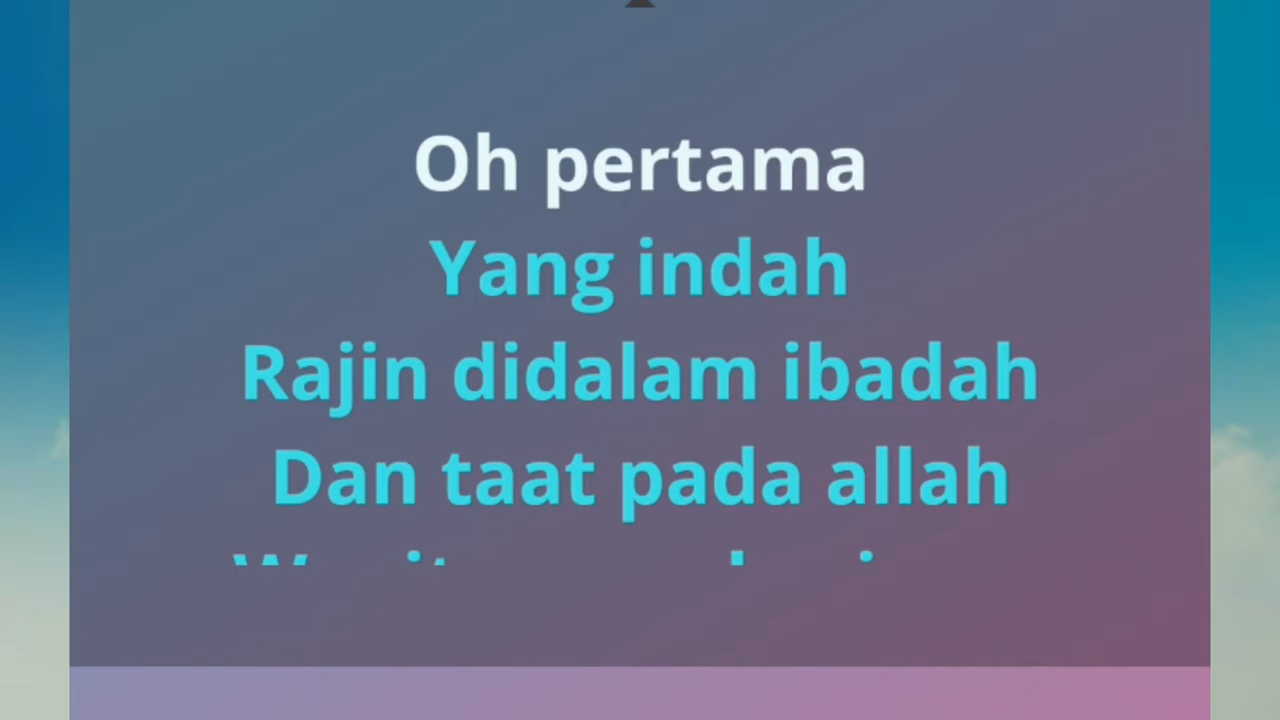 Oh pertama
Yang indah
Rajin didalam ibadah
Dan taat pada allah